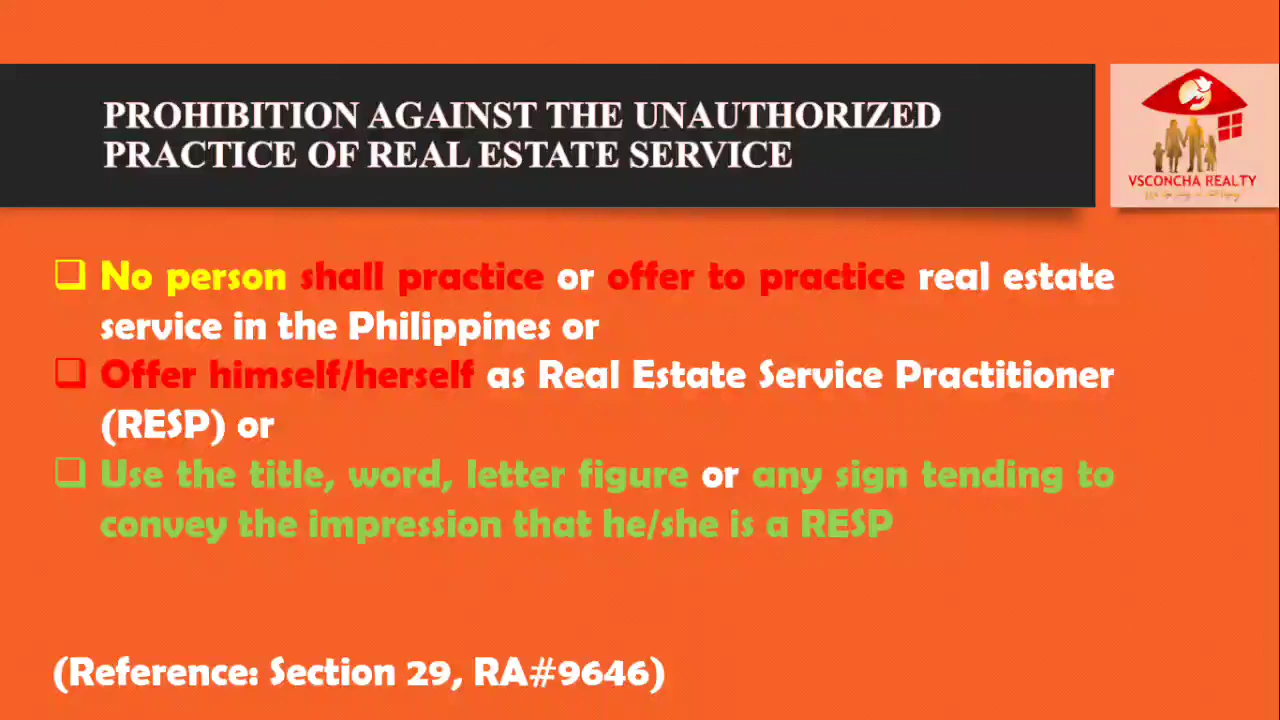 PROHIBITION AGAINST THE UNAUTHORIZED
PRACTICE OF REAL ESTATE SERVICE
VSCONCHA REALTY
No person shall practice or offer to practice real estate
service in the Philippines or
Offer himself/herself as Real Estate Service Practitioner
(RESP) or
Use the title, word, letter figure or any sign tending to
convey the impression that he/she is a RESP
(Reference: Section 29, RA#9646)